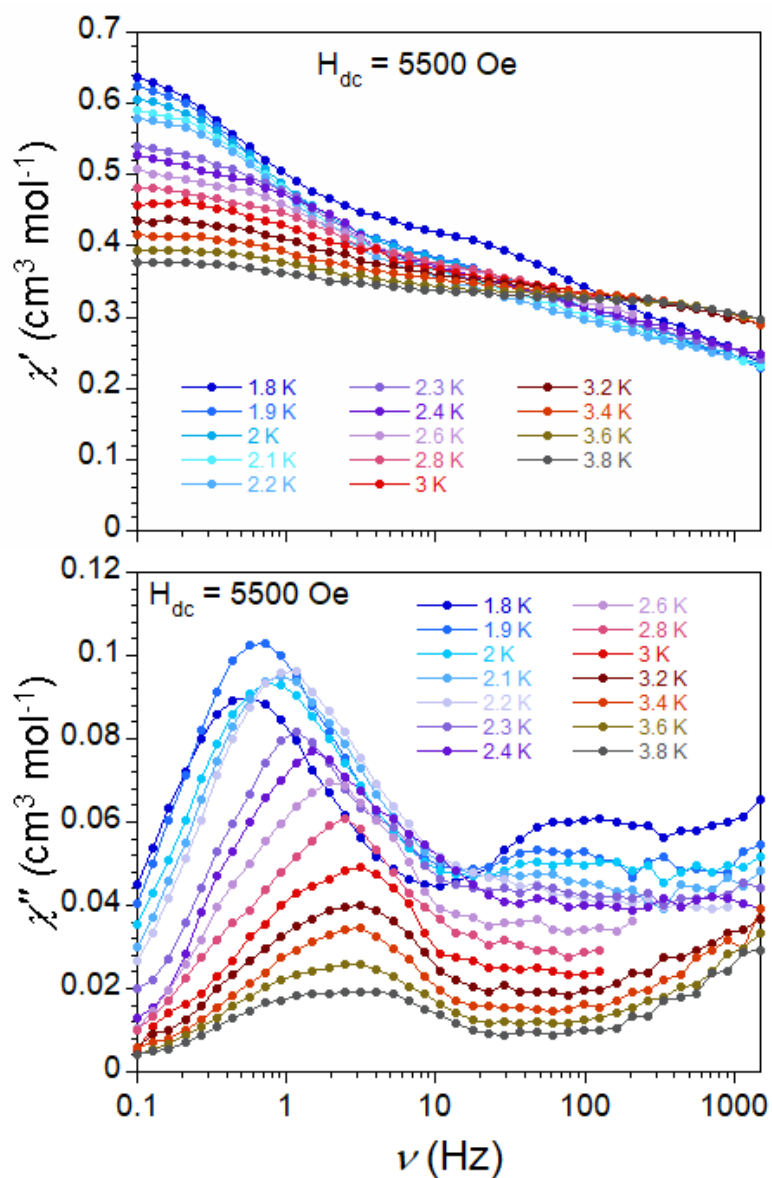 0.7
H_dc = 5500 Oe
0.6
0.5
0.4
0.3
0.2
0.1
0
χ′ (cm³ mol⁻¹)
1.8 K 2.3 K 3.2 K
1.9 K 2.4 K 3.4 K
2 K 2.6 K 3.6 K
2.1 K 2.8 K 3.8 K
2.2 K 3 K
0.12
H_dc = 5500 Oe
0.1
0.08
0.06
0.04
0.02
0
χ″ (cm³ mol⁻¹)
1.8 K 2.6 K
1.9 K 2.8 K
2 K 3 K
2.1 K 3.2 K
2.2 K 3.4 K
2.3 K 3.6 K
2.4 K 3.8 K
0.1 1 10 100 1000
ν (Hz)